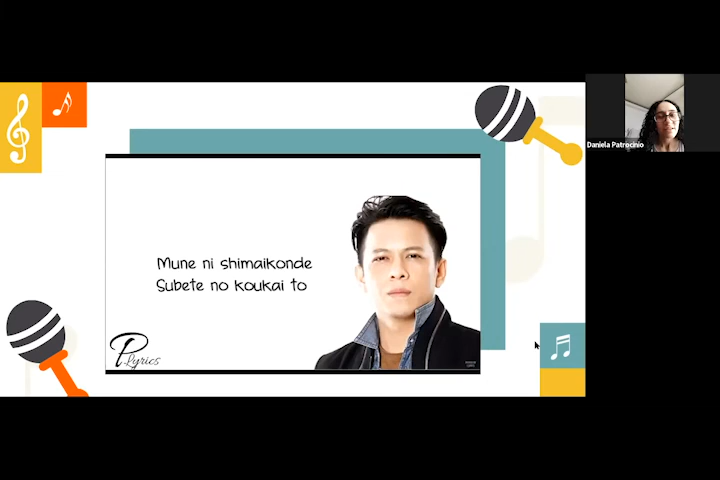 Mune ni shimaikonde
Subete no koukai to
P.Lyrics
Daniela Patrocinio